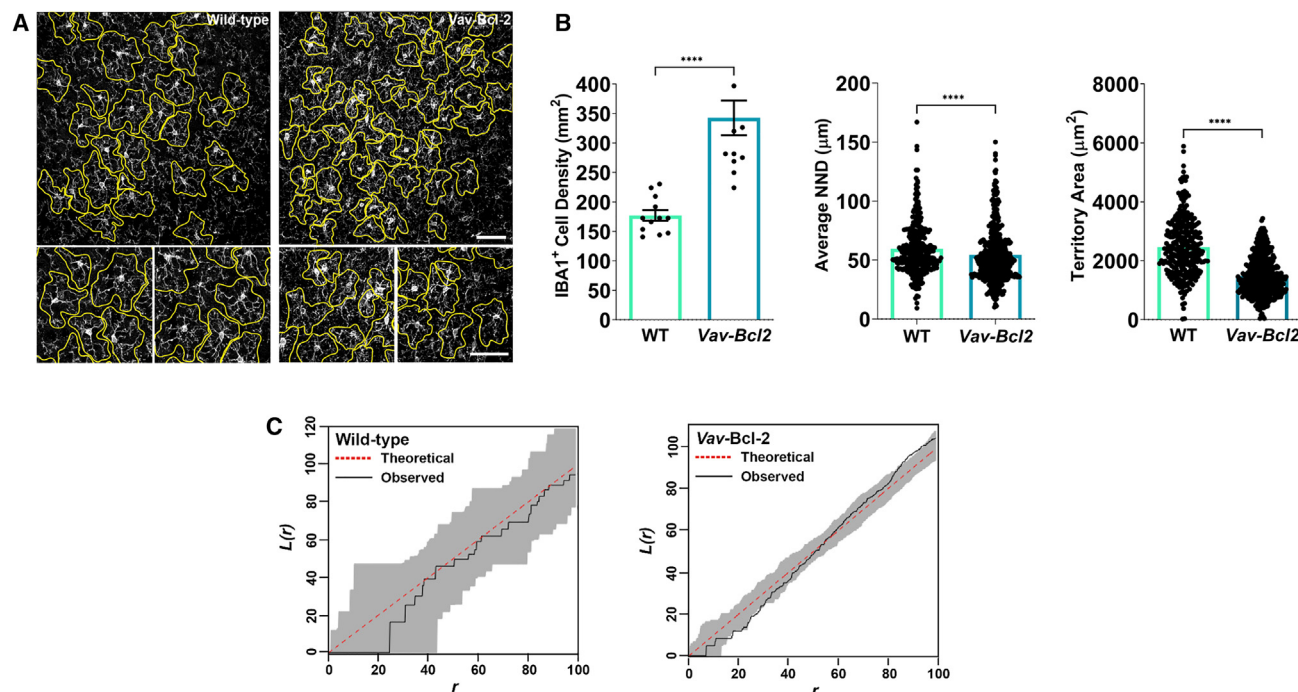 A
Wild-type
Vav-Bcl-2
B
****
IBA1+ Cell Density (mm2)
400
350
300
250
200
150
100
50
0
WT
Vav-Bcl2
****
Average NND (μm)
200
150
100
50
0
WT
Vav-Bcl2
****
Territory Area (μm2)
8000
6000
4000
2000
0
WT
Vav-Bcl2
C
Wild-type
Theoretical
Observed
L(r)
120
100
80
60
40
20
0
0 20 40 60 80 100
r
Vav-Bcl-2
Theoretical
Observed
L(r)
100
80
60
40
20
0
0 20 40 60 80 100
r